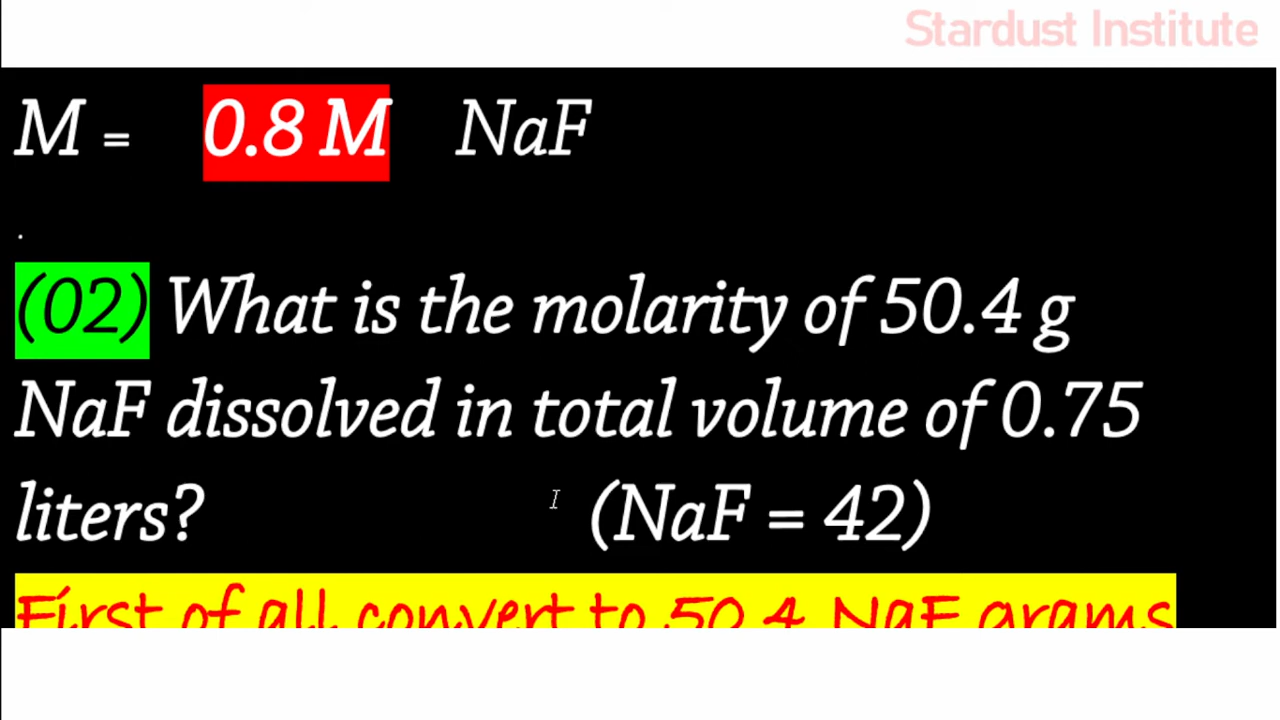 Stardust Institute
M = 0.8 M NaF
.
(02) What is the molarity of 50.4 g
NaF dissolved in total volume of 0.75
liters? (NaF = 42)
First of all convert to 50.4 NaF grams